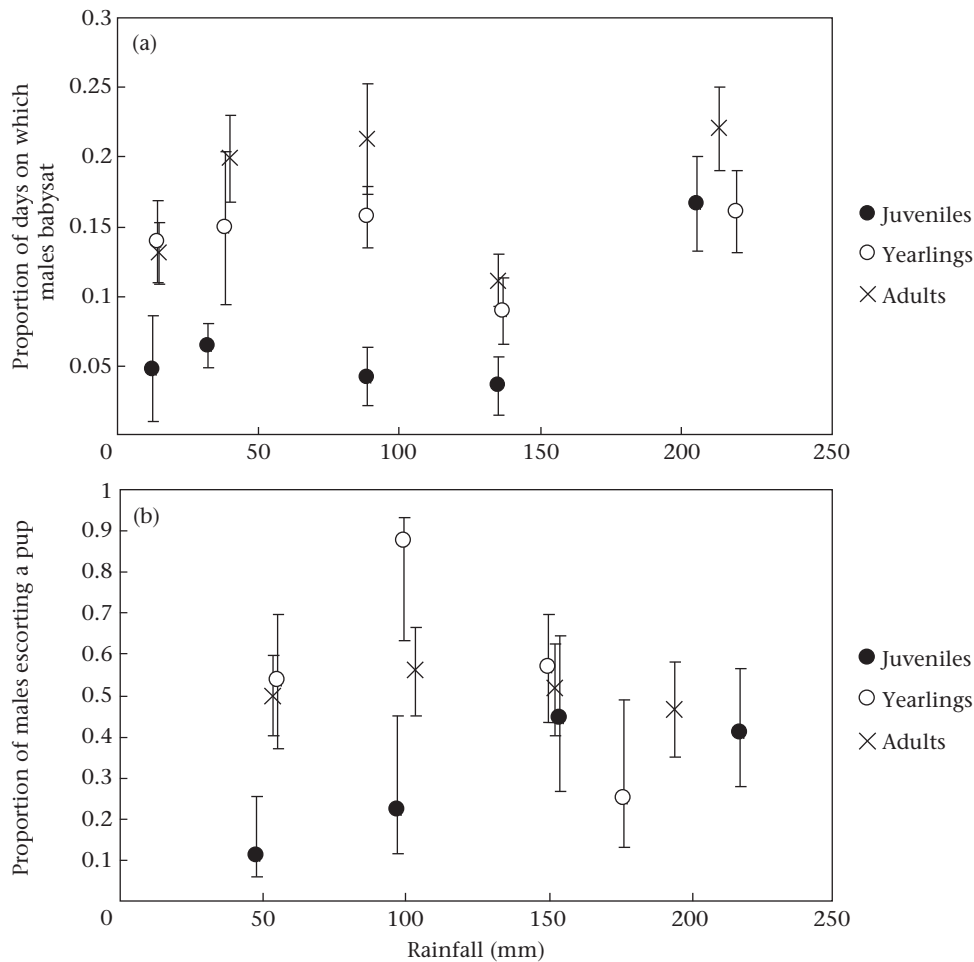 0.3
(a)
0.25
0.2
0.15
0.1
0.05
0
50
100
150
200
250
Proportion of days on which
males babysat
Juveniles
Yearlings
Adults
1
(b)
0.9
0.8
0.7
0.6
0.5
0.4
0.3
0.2
0.1
0
50
100
150
200
250
Proportion of males escorting a pup
Rainfall (mm)
Juveniles
Yearlings
Adults